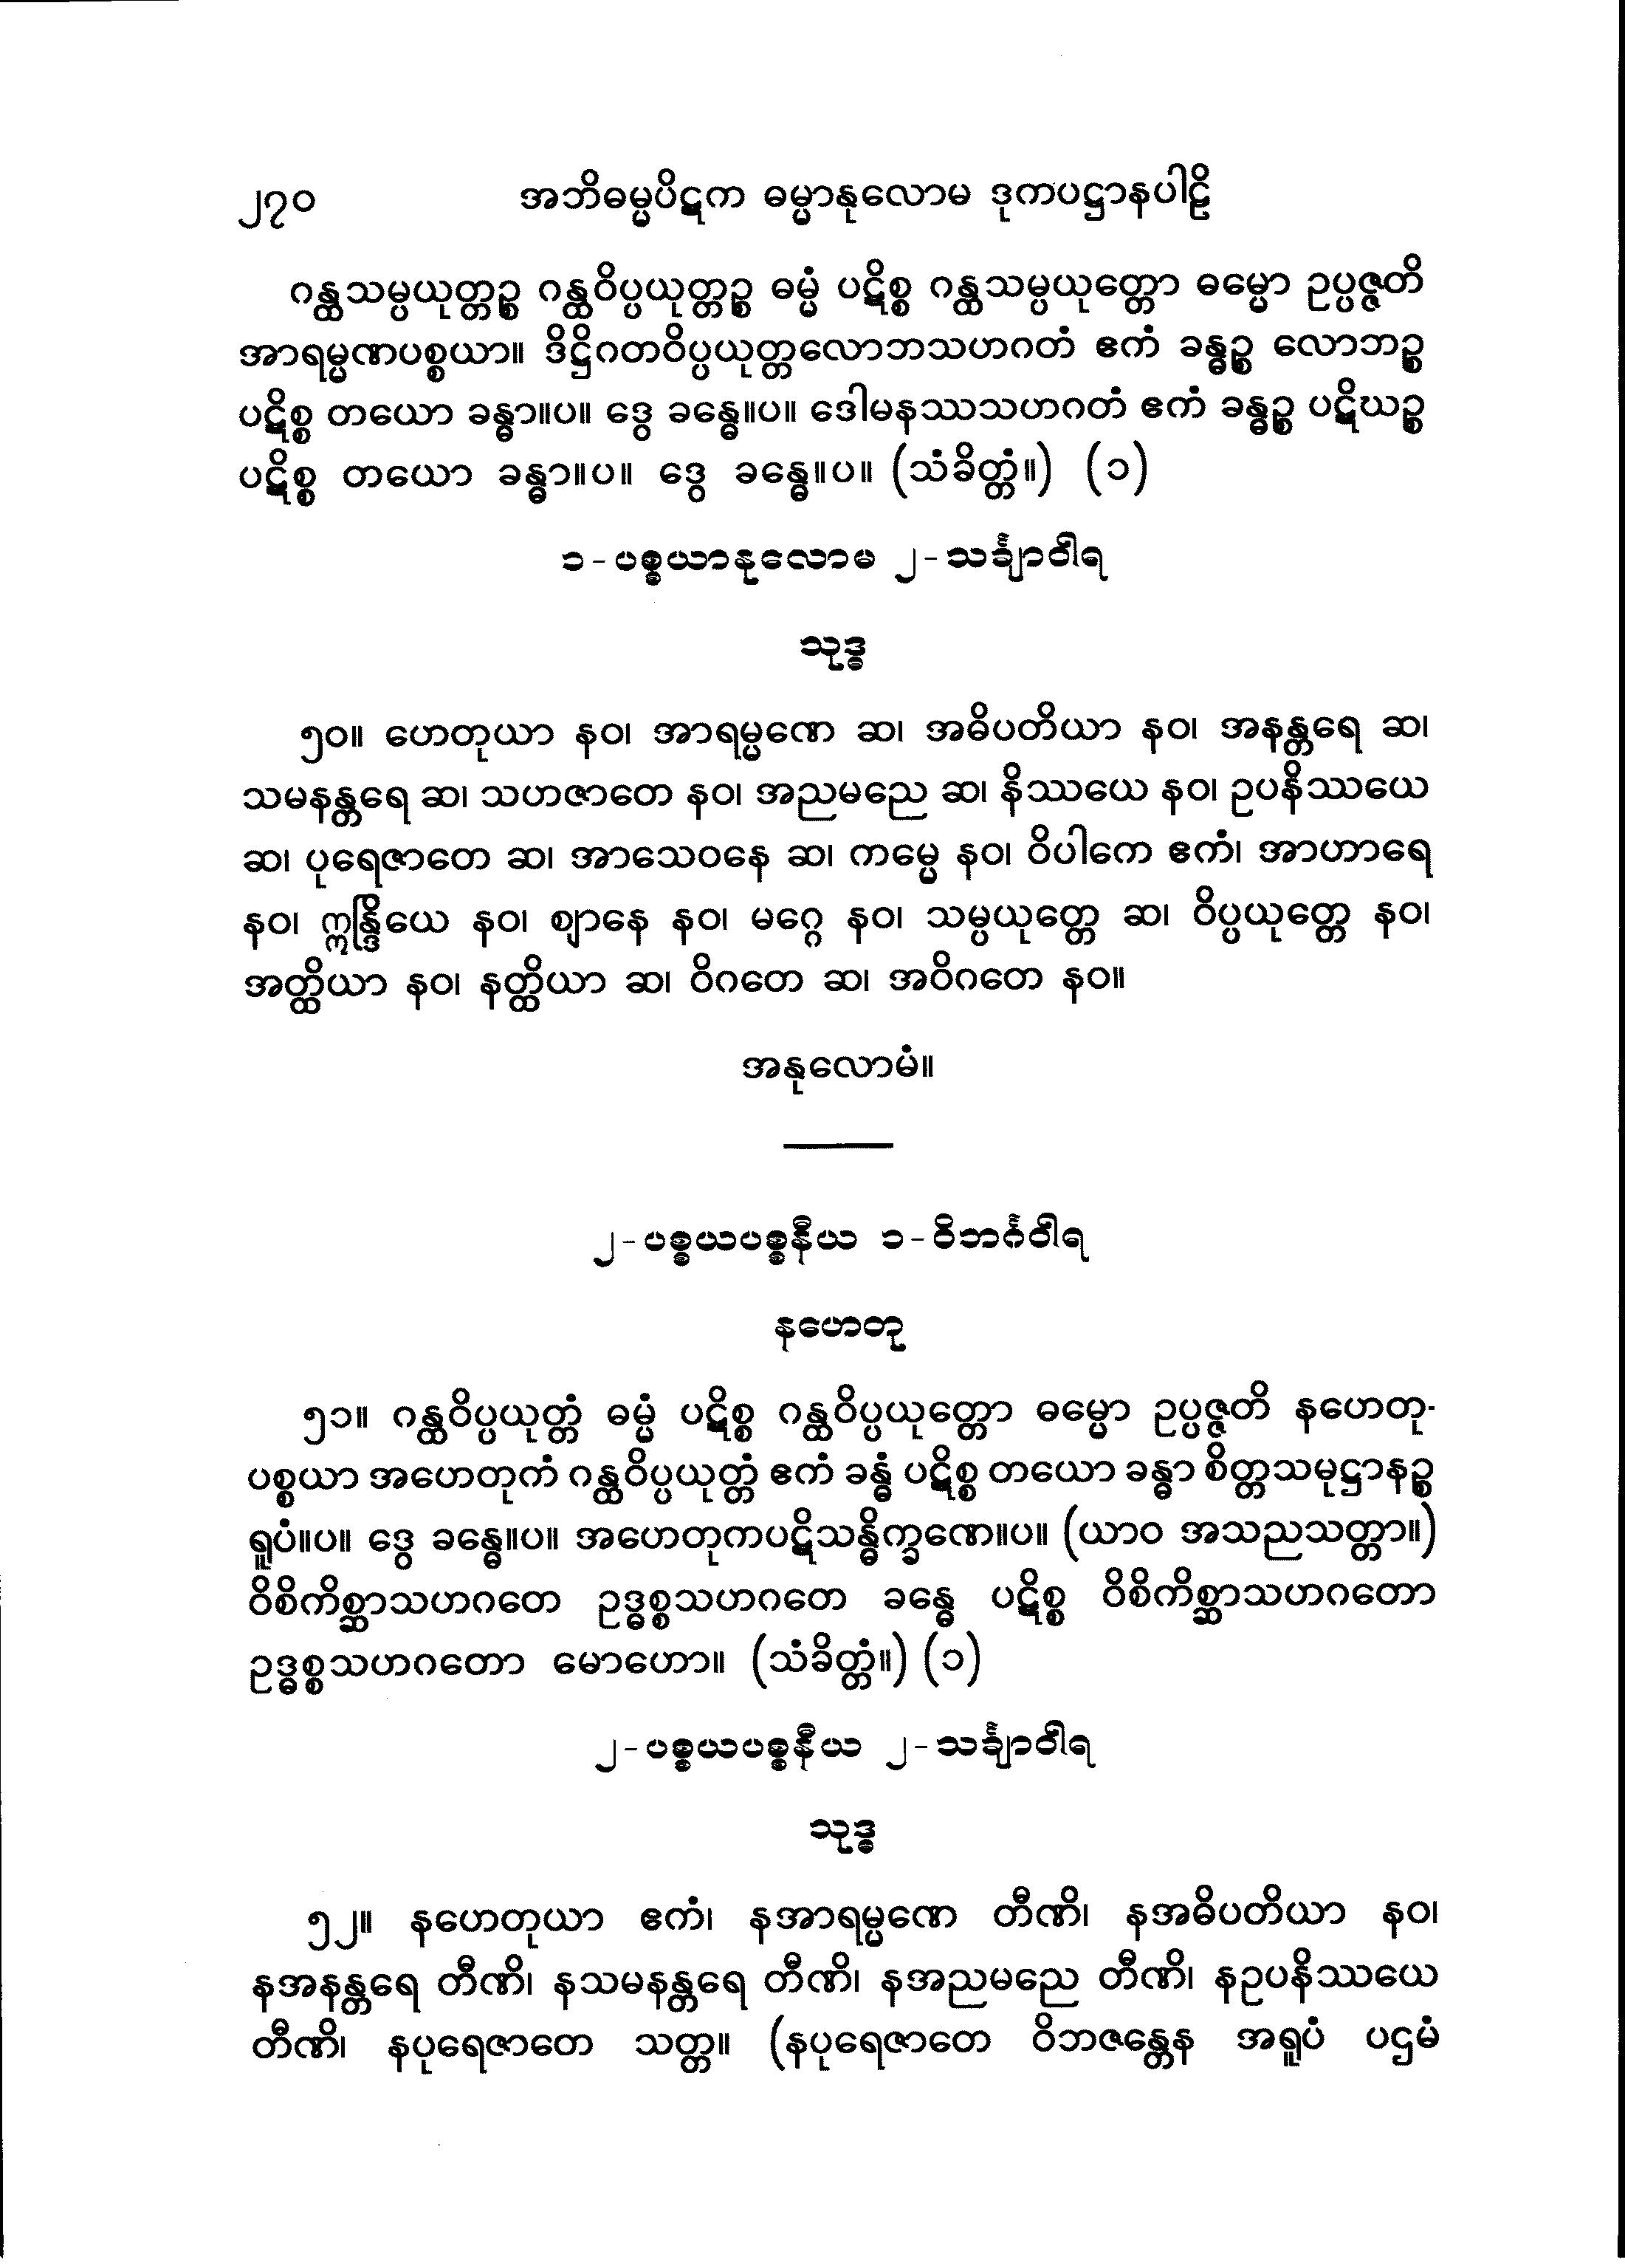 ၂၇၀ အဘိဓမ္မပိဋက ဓမ္မာနုလောမ ဒုကပဋ္ဌာနပါဠိ
ဂန္ထသမ္ပယုတ္တဉ္စ ဂန္ထဝိပ္ပယုတ္တဉ္စ ဓမ္မံ ပဋိစ္စ ဂန္ထသမ္ပယုတ္တော ဓမ္မော ဥပ္ပဇ္ဇတိ
အာရမ္မဏပစ္စယာ။ ဒိဋ္ဌိဂတဝိပ္ပယုတ္တလောဘသဟဂတံ ဧကံ ခန္ဓဉ္စ လောဘဉ္စ
ပဋိစ္စ တယော ခန္ဓာ။ပ။ ဒွေ ခန္ဓေ။ပ။ ဒေါမနဿသဟဂတံ ဧကံ ခန္ဓဉ္စ ပဋိဃဉ္စ
ပဋိစ္စ တယော ခန္ဓာ။ပ။ ဒွေ ခန္ဓေ။ပ။ (သံခိတ္တံ။) (၁)
၁-ပစ္စယာနုလောမ ၂-သင်္ချာဝါရ
သုဒ္ဓ
၅၀။ ဟေတုယာ နဝ၊ အာရမ္မဏေ ဆ၊ အဓိပတိယာ နဝ၊ အနန္တရေ ဆ၊
သမနန္တရေ ဆ၊ သဟဇာတေ နဝ၊ အညမညေ ဆ၊ နိဿယေ နဝ၊ ဥပနိဿယေ
ဆ၊ ပုရေဇာတေ ဆ၊ အာသေဝနေ ဆ၊ ကမ္မေ နဝ၊ ဝိပါကေ ဧကံ၊ အာဟာရေ
နဝ၊ ဣန္ဒြိယေ နဝ၊ ဈာနေ နဝ၊ မဂ္ဂေ နဝ၊ သမ္ပယုတ္တေ ဆ၊ ဝိပ္ပယုတ္တေ နဝ၊
အတ္ထိယာ နဝ၊ နတ္ထိယာ ဆ၊ ဝိဂတေ ဆ၊ အဝိဂတေ နဝ။
အနုလောမံ။
၂-ပစ္စယပစ္စနီယ ၁-ဝိဘင်္ဂဝါရ
နဟေတု
၅၁။ ဂန္ထဝိပ္ပယုတ္တံ ဓမ္မံ ပဋိစ္စ ဂန္ထဝိပ္ပယုတ္တော ဓမ္မော ဥပ္ပဇ္ဇတိ နဟေတု-
ပစ္စယာ အဟေတုကံ ဂန္ထဝိပ္ပယုတ္တံ ဧကံ ခန္ဓံ ပဋိစ္စ တယော ခန္ဓာ စိတ္တသမုဋ္ဌာနဉ္စ
ရူပံ။ပ။ ဒွေ ခန္ဓေ။ပ။ အဟေတုကပဋိသန္ဓိက္ခဏေ။ပ။ (ယာဝ အသညသတ္တာ။)
ဝိစိကိစ္ဆာသဟဂတေ ဥဒ္ဓစ္စသဟဂတေ ခန္ဓေ ပဋိစ္စ ဝိစိကိစ္ဆာသဟဂတော
ဥဒ္ဓစ္စသဟဂတော မောဟော။ (သံခိတ္တံ။) (၁)
၂-ပစ္စယပစ္စနီယ ၂-သင်္ချာဝါရ
သုဒ္ဓ
၅၂။ နဟေတုယာ ဧကံ၊ နအာရမ္မဏေ တီဏိ၊ နအဓိပတိယာ နဝ၊
နအနန္တရေ တီဏိ၊ နသမနန္တရေ တီဏိ၊ နအညမညေ တီဏိ၊ နဥပနိဿယေ
တီဏိ၊ နပုရေဇာတေ သတ္တ။ (နပုရေဇာတေ ဝိဘဇန္တေန အရူပံ ပဌမံ